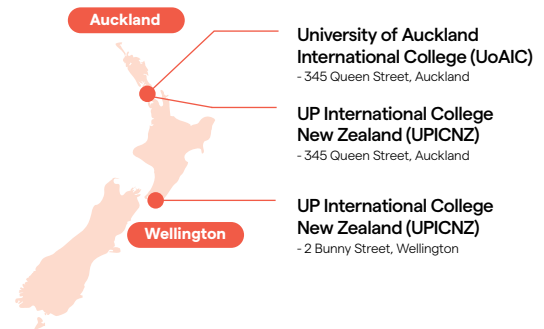 Auckland
University of Auckland
International College (UoAIC)
- 345 Queen Street, Auckland
UP International College
New Zealand (UPICNZ)
- 345 Queen Street, Auckland
UP International College
New Zealand (UPICNZ)
- 2 Bunny Street, Wellington
Wellington